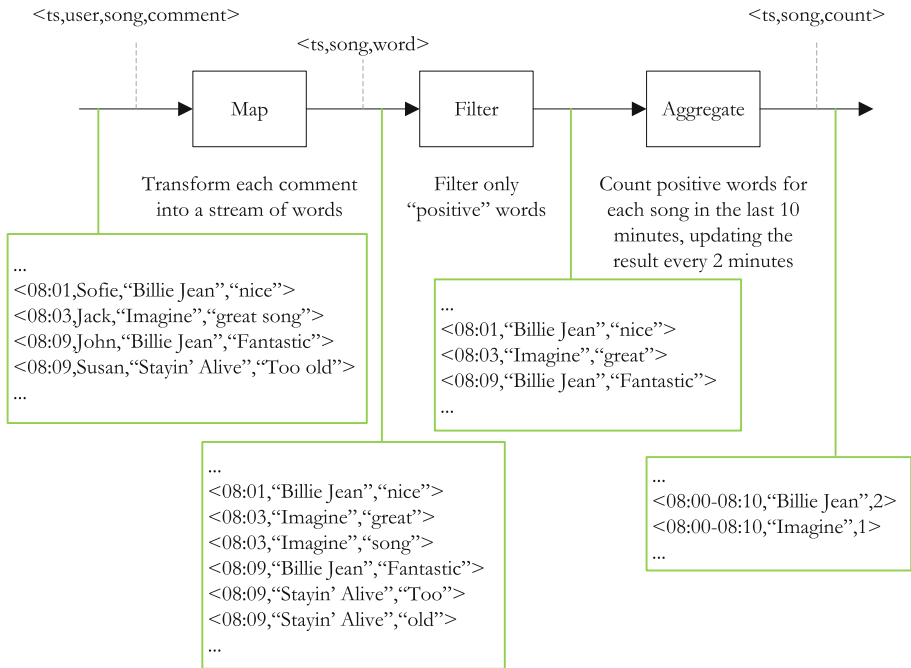 <ts,user,song,comment>
<ts,song,word>
<ts,song,count>
Map
Filter
Aggregate
Transform each comment
into a stream of words
Filter only
“positive” words
Count positive words for
each song in the last 10
minutes, updating the
result every 2 minutes
...
<08:01,Sofie,“Billie Jean”,“nice”>
<08:03,Jack,“Imagine”,“great song”>
<08:09,John,“Billie Jean”,“Fantastic”>
<08:09,Susan,“Stayin’ Alive”,“Too old”>
...
...
<08:01,“Billie Jean”,“nice”>
<08:03,“Imagine”,“great”>
<08:03,“Imagine”,“song”>
<08:09,“Billie Jean”,“Fantastic”>
<08:09,“Stayin’ Alive”,“Too”>
<08:09,“Stayin’ Alive”,“old”>
...
...
<08:01,“Billie Jean”,“nice”>
<08:03,“Imagine”,“great”>
<08:09,“Billie Jean”,“Fantastic”>
...
...
<08:00-08:10,“Billie Jean”,2>
<08:00-08:10,“Imagine”,1>
...